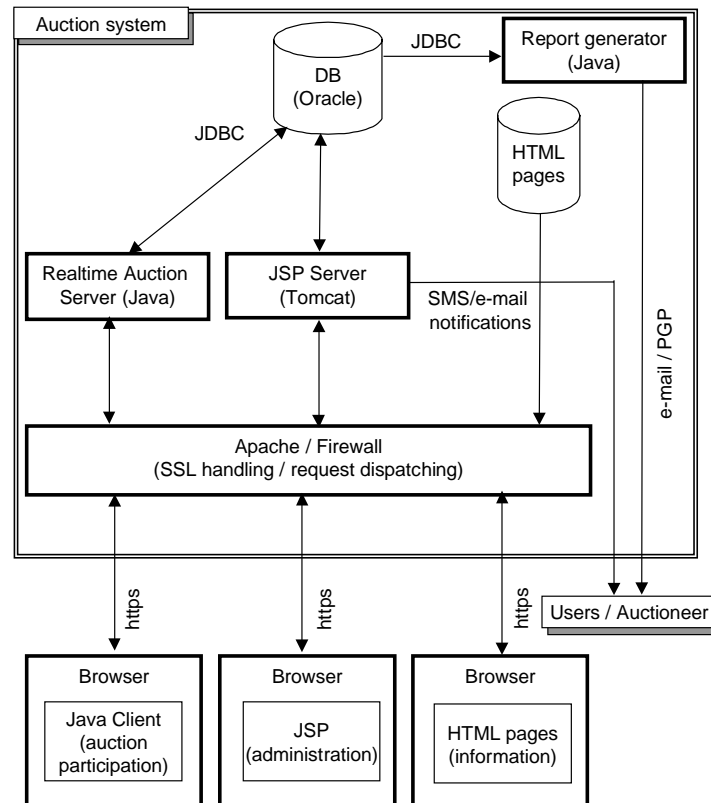 Auction system
DB
(Oracle)
JDBC
Report generator
(Java)
JDBC
HTML
pages
Realtime Auction
Server (Java)
JSP Server
(Tomcat)
SMS/e-mail
notifications
e-mail / PGP
Apache / Firewall
(SSL handling / request dispatching)
https
https
https
Users / Auctioneer
Browser
Java Client
(auction
participation)
Browser
JSP
(administration)
Browser
HTML pages
(information)